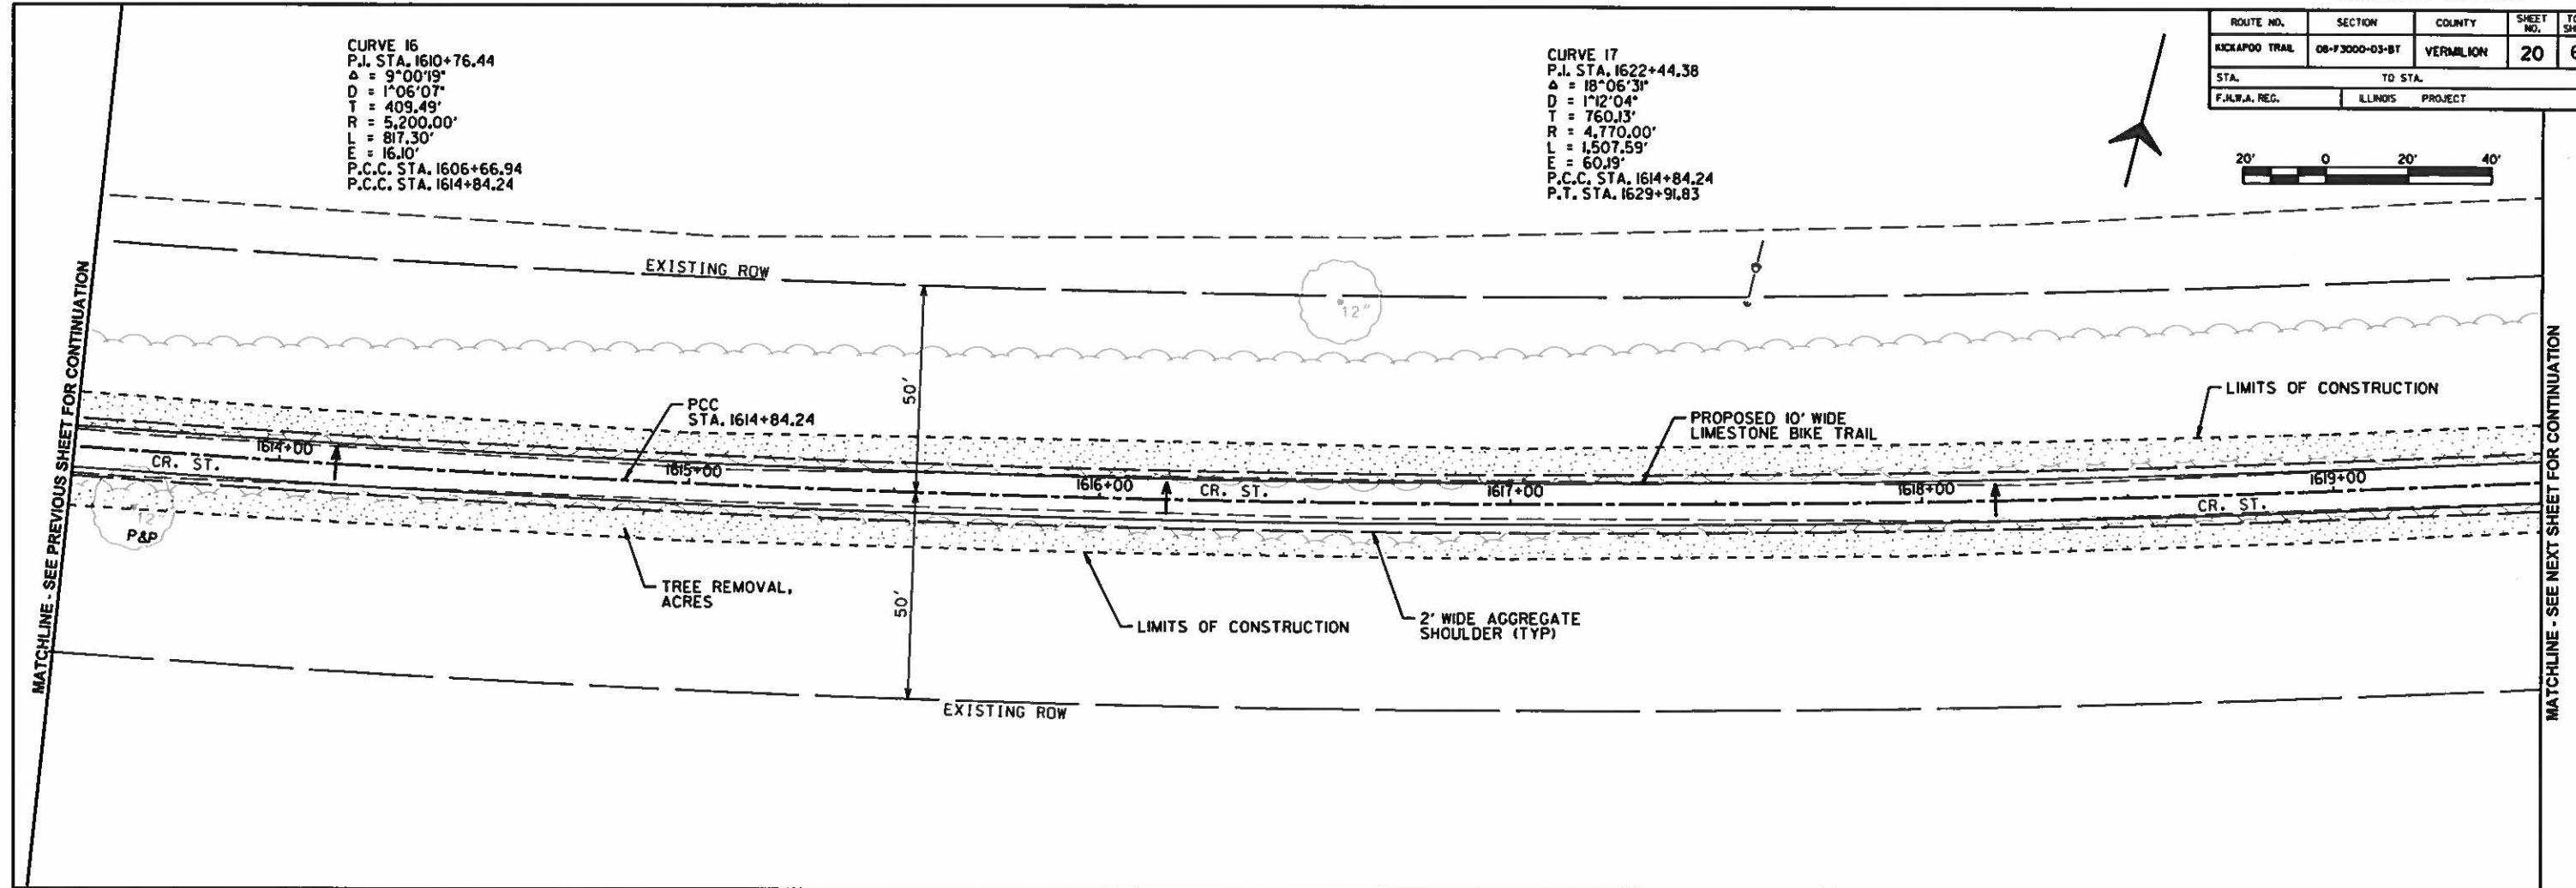 CURVE 16
P.I. STA. 1610+76.44
Δ = 9°00'19"
D = 1°06'07"
T = 409.49'
R = 5,200.00'
L = 817.30'
E = 16.10'
P.C.C. STA. 1606+66.94
P.C.C. STA. 1614+84.24
CURVE 17
P.I. STA. 1622+44.38
Δ = 18°06'31"
D = 1°12'04"
T = 760.13'
R = 4,770.00'
L = 1,507.59'
E = 60.19'
P.C.C. STA. 1614+84.24
P.T. STA. 1629+91.83
ROUTE NO. SECTION COUNTY SHEET NO.
KICKAPOO TRAIL 08-F3000-03-BT VERMILION 20
STA. TO STA.
F.H.W.A. REG. ILLINOIS PROJECT
20' 0 20' 40'
MATCHLINE - SEE PREVIOUS SHEET FOR CONTINUATION
EXISTING ROW
12"
50'
PCC
STA. 1614+84.24
PROPOSED 10' WIDE
LIMESTONE BIKE TRAIL
LIMITS OF CONSTRUCTION
CR. ST.
1614+00
1615+00
1616+00
CR. ST.
1617+00
1618+00
CR. ST.
1619+00
12"
P&P
TREE REMOVAL,
ACRES
50'
LIMITS OF CONSTRUCTION
2' WIDE AGGREGATE
SHOULDER (TYP)
EXISTING ROW
MATCHLINE - SEE NEXT SHEET FOR CONTINUATION